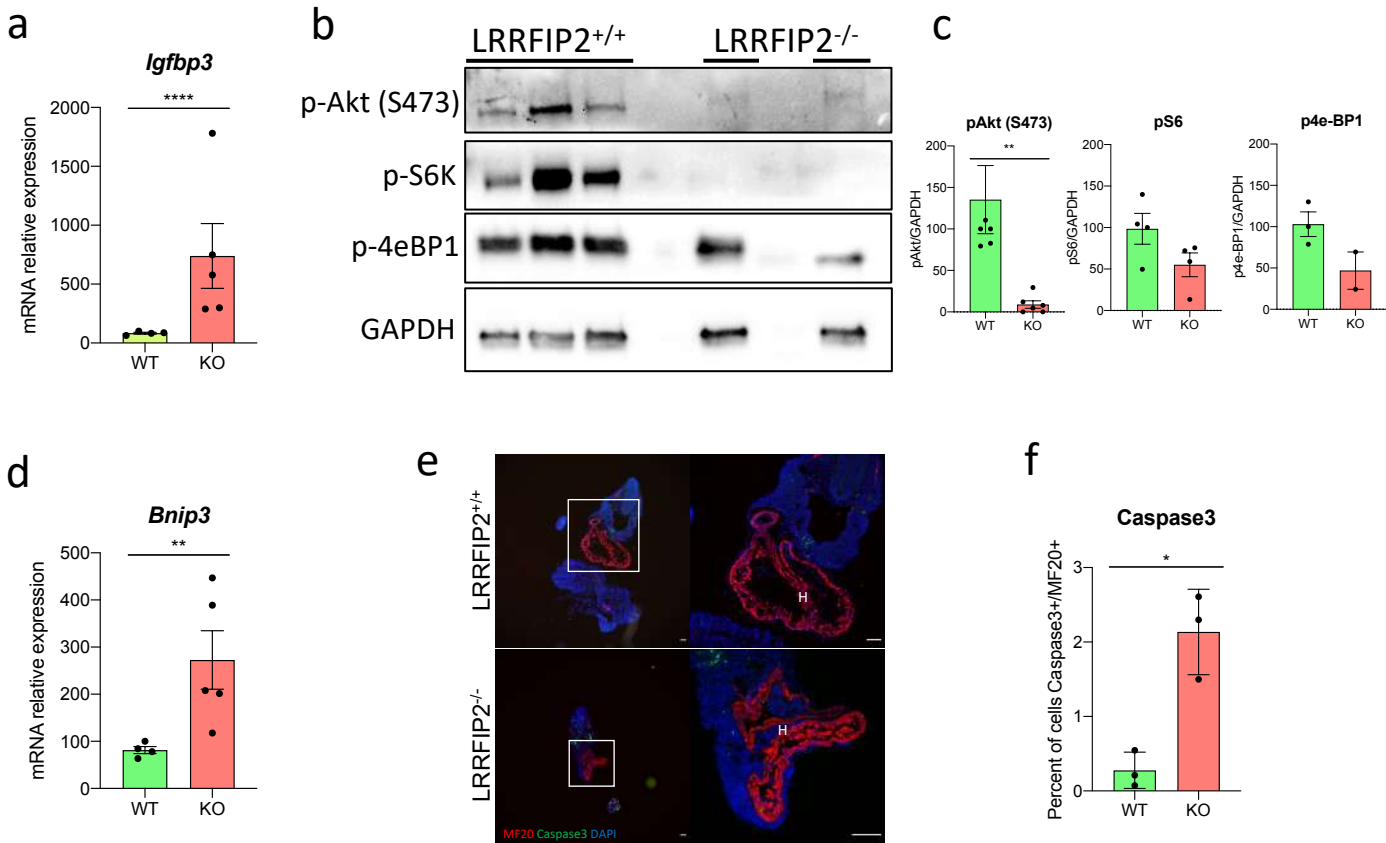 a
Igfbp3
****
mRNA relative expression
2000
1500
1000
500
0
WT KO
b
LRRFIP2+/+ LRRFIP2-/-
p-Akt (S473)
p-S6K
p-4eBP1
GAPDH
c
pAkt (S473)
**
pAkt/GAPDH
200
150
100
50
0
WT KO
pS6
pS6/GAPDH
200
150
100
50
0
WT KO
p4e-BP1
p4e-BP1/GAPDH
200
150
100
50
0
WT KO
d
Bnip3
**
mRNA relative expression
500
400
300
200
100
0
WT KO
e
LRRFIP2+/+
H
LRRFIP2-/-
H
MF20 Caspase3 DAPI
f
Caspase3
*
Percent of cells Caspase3+/MF20+
3
2
1
0
WT KO